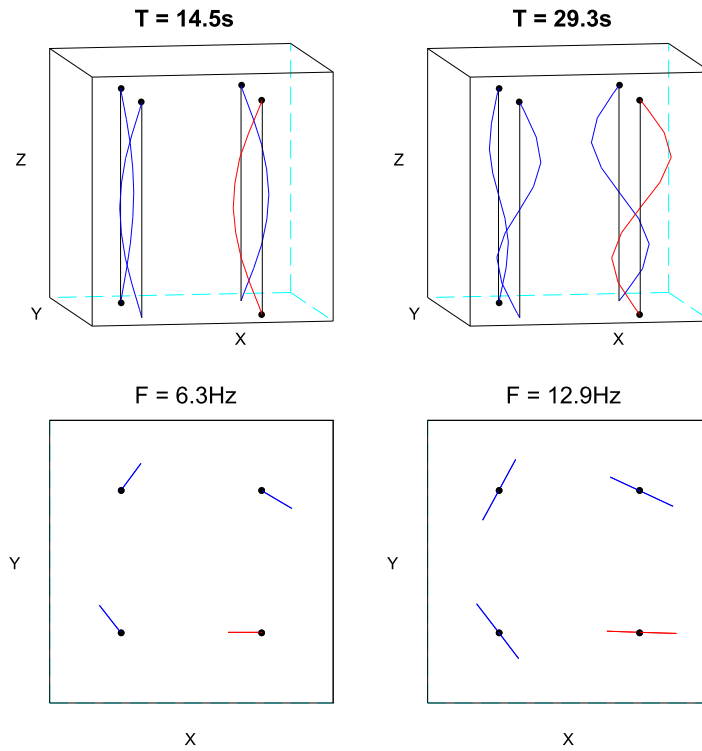 T = 14.5s
T = 29.3s
Z
Z
Y
Y
X
X
F = 6.3Hz
F = 12.9Hz
Y
Y
X
X